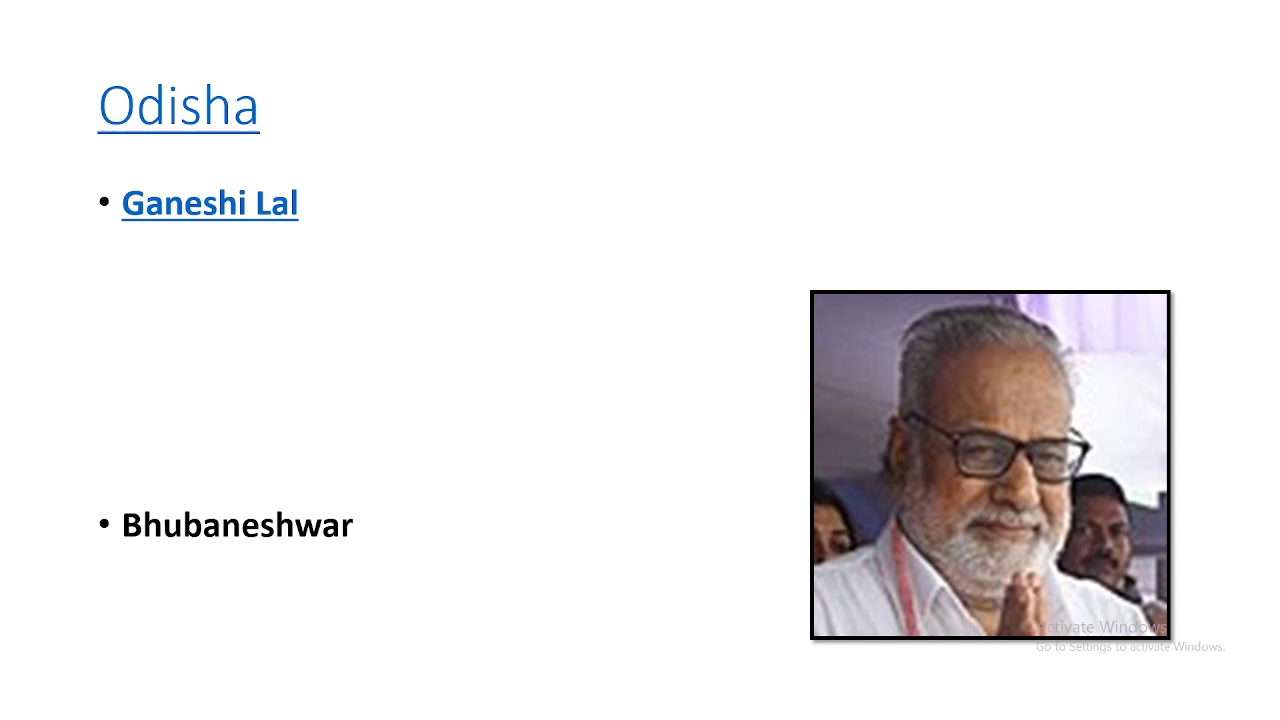 Odisha
• Ganeshi Lal
• Bhubaneshwar
Activate Windows
Go to Settings to activate Windows.